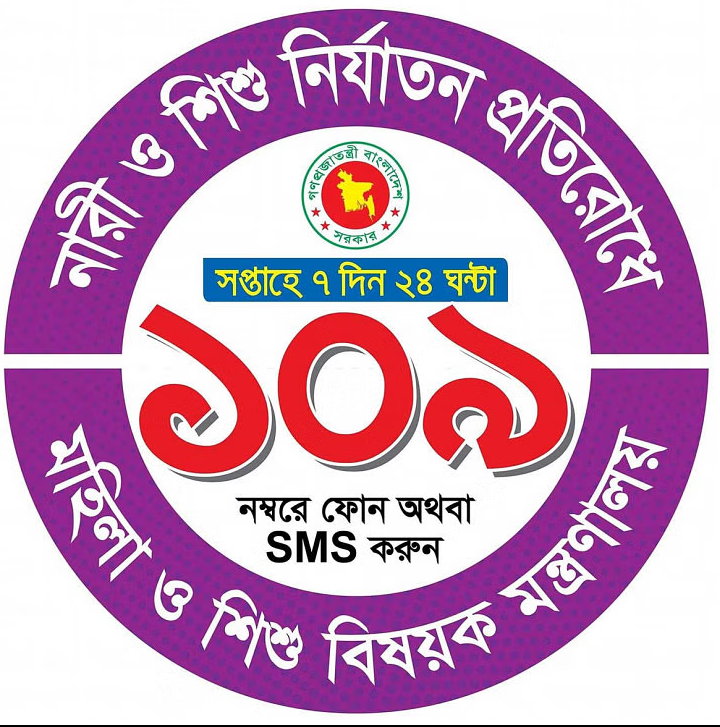 নারী ও শিশু নির্যাতন প্রতিরোধে
গণপ্রজাতন্ত্রী বাংলাদেশ
সরকার
সপ্তাহে ৭ দিন ২৪ ঘন্টা
১০৯
নম্বরে ফোন অথবা
SMS করুন
মহিলা ও শিশু বিষয়ক মন্ত্রণালয়